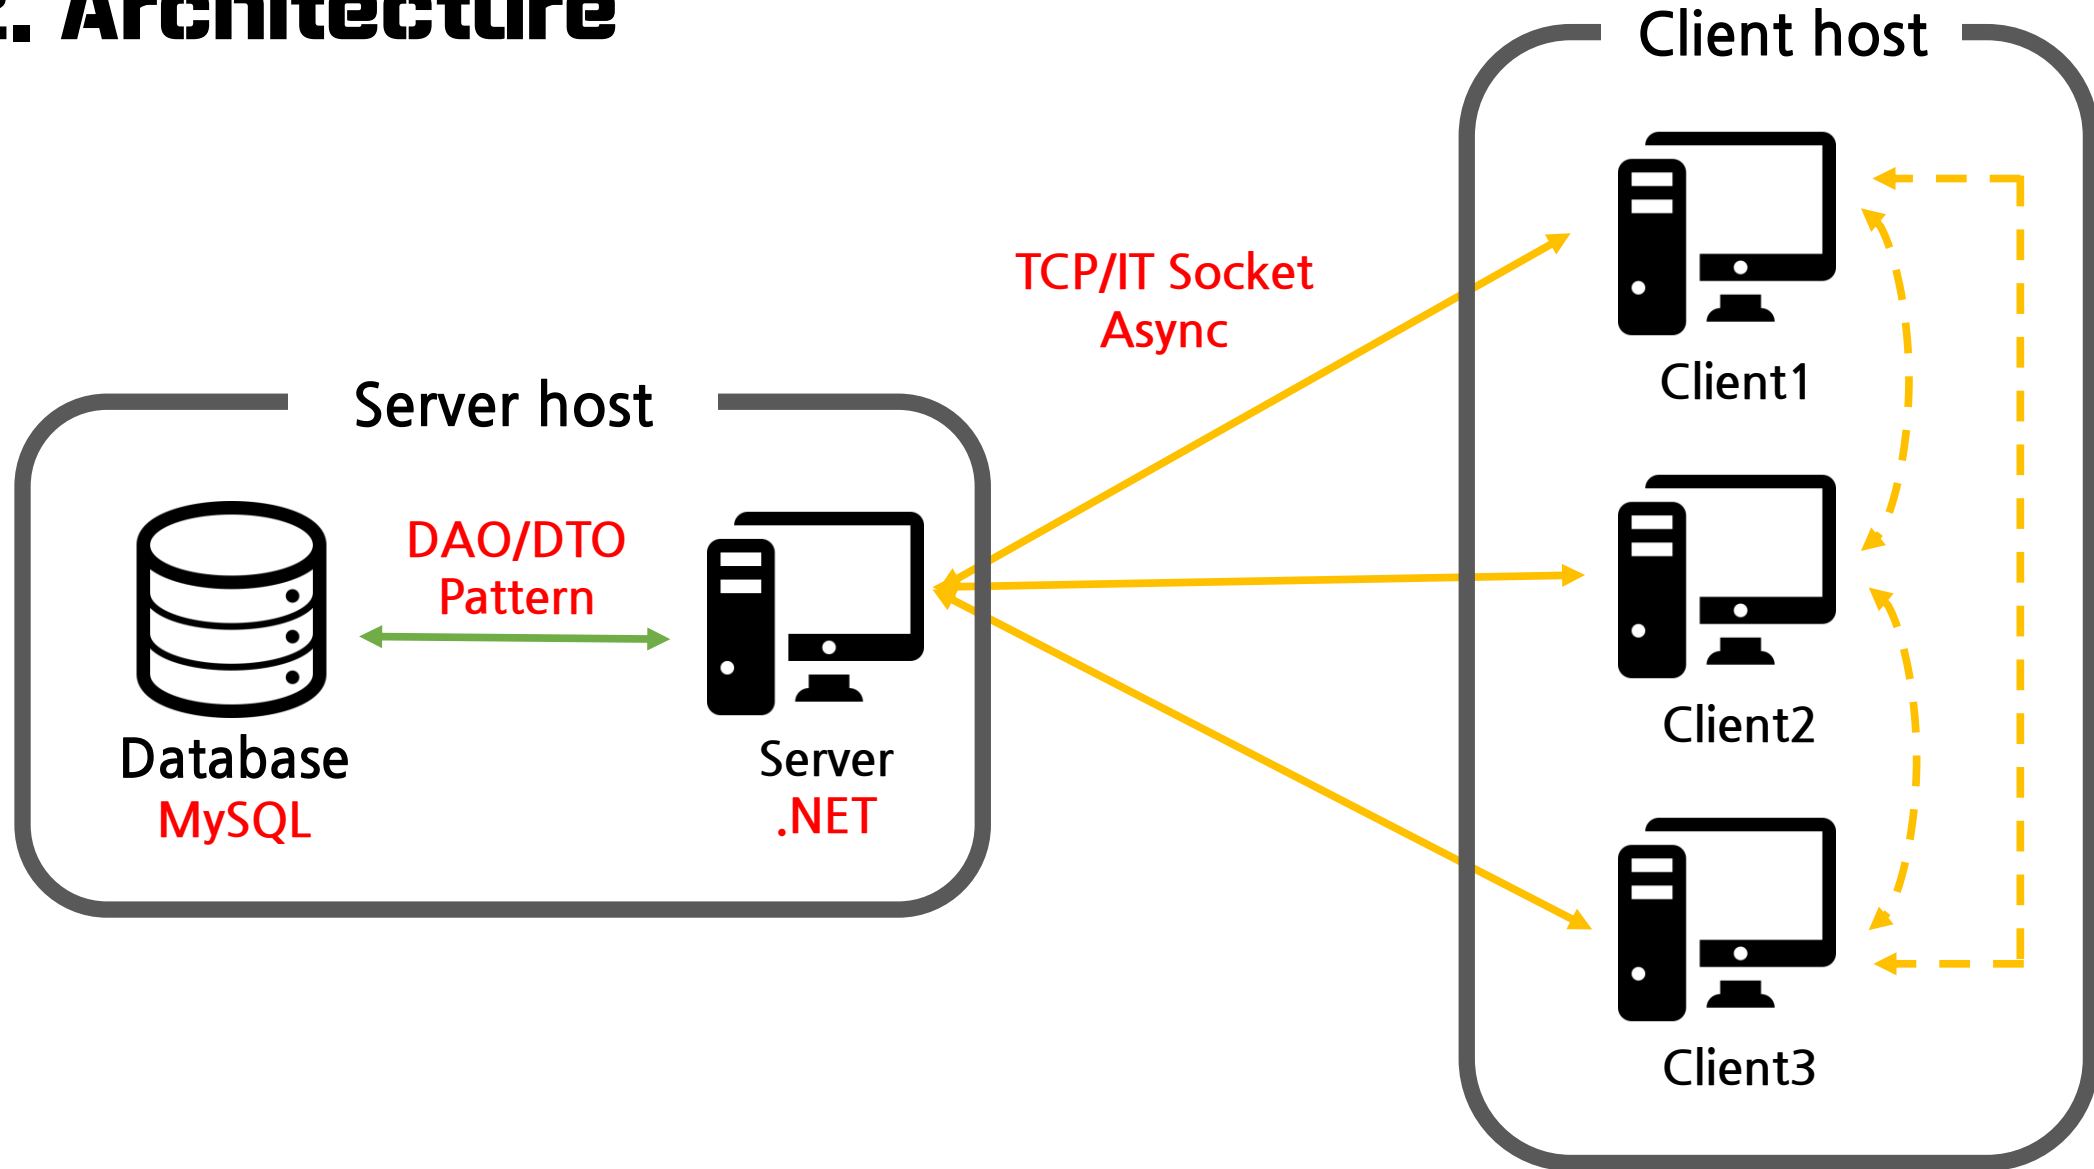 2. Architecture
Client host
TCP/IT Socket
Async
Client1
Server host
DAO/DTO
Pattern
Client2
Database
MySQL
Server
.NET
Client3